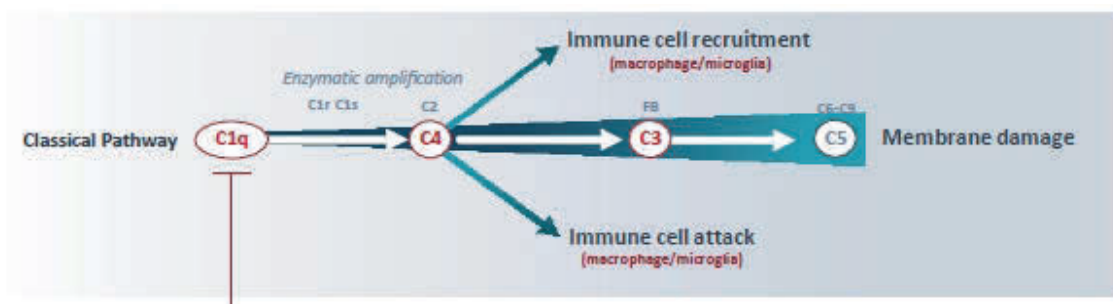 Immune cell recruitment
(macrophage/microglia)
Enzymatic amplification
C1r C1s
C2
FB
C6-C9
Classical Pathway
C1q
C4
C3
C5
Membrane damage
Immune cell attack
(macrophage/microglia)